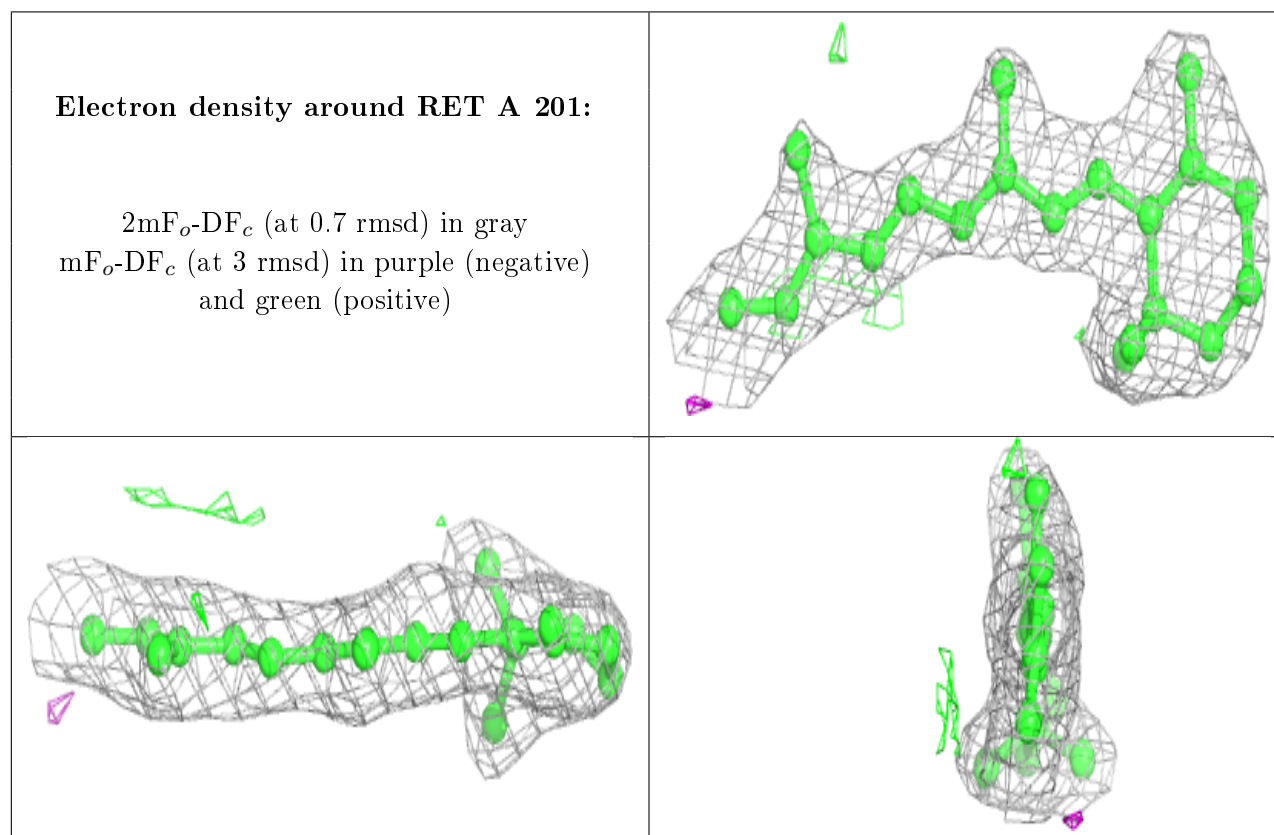 Electron density around RET A 201:
2mFₒ-DF𝒸 (at 0.7 rmsd) in gray
mFₒ-DF𝒸 (at 3 rmsd) in purple (negative)
and green (positive)